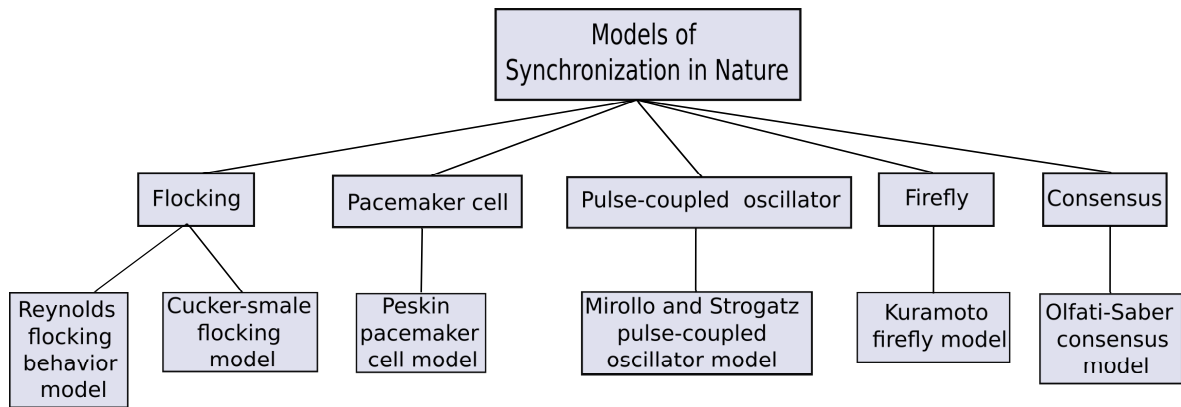 Models of
Synchronization in Nature
Flocking
Pacemaker cell
Pulse-coupled oscillator
Firefly
Consensus
Reynolds
flocking
behavior
model
Cucker-smale
flocking
model
Peskin
pacemaker
cell model
Mirollo and Strogatz
pulse-coupled
oscillator model
Kuramoto
firefly model
Olfati-Saber
consensus
model